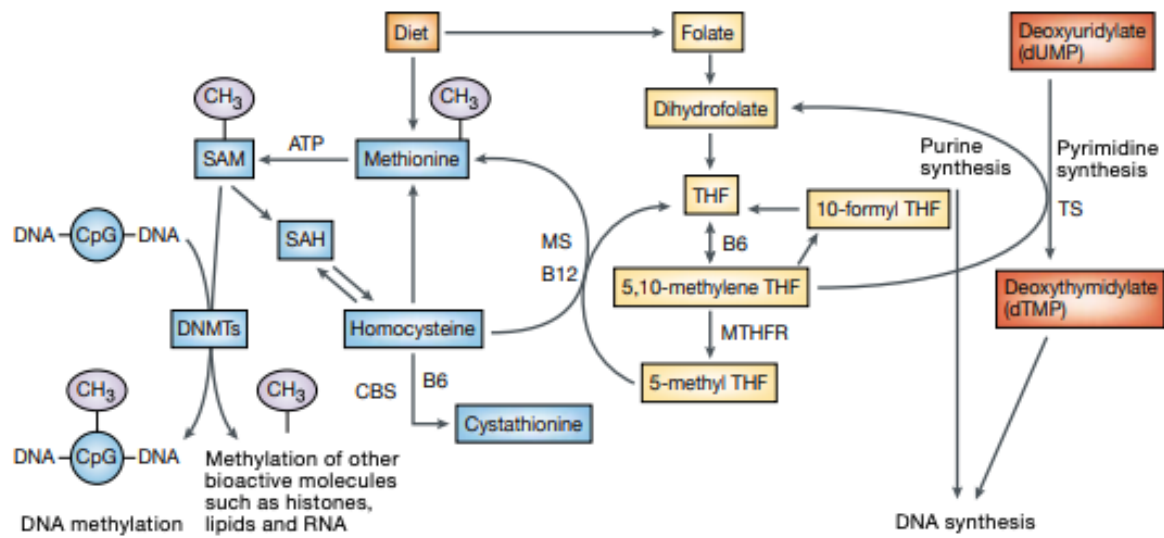 Diet
Folate
Deoxyuridylate
(dUMP)
CH3
CH3
Dihydrofolate
ATP
SAM
Methionine
Purine
synthesis
Pyrimidine
synthesis
THF
10-formyl THF
TS
DNA
CpG
DNA
SAH
MS
B6
B12
5,10-methylene THF
Deoxythymidylate
(dTMP)
DNMTs
Homocysteine
MTHFR
CBS
B6
5-methyl THF
CH3
CH3
Cystathionine
DNA
CpG
DNA
Methylation of other
bioactive molecules
such as histones,
lipids and RNA
DNA methylation
DNA synthesis